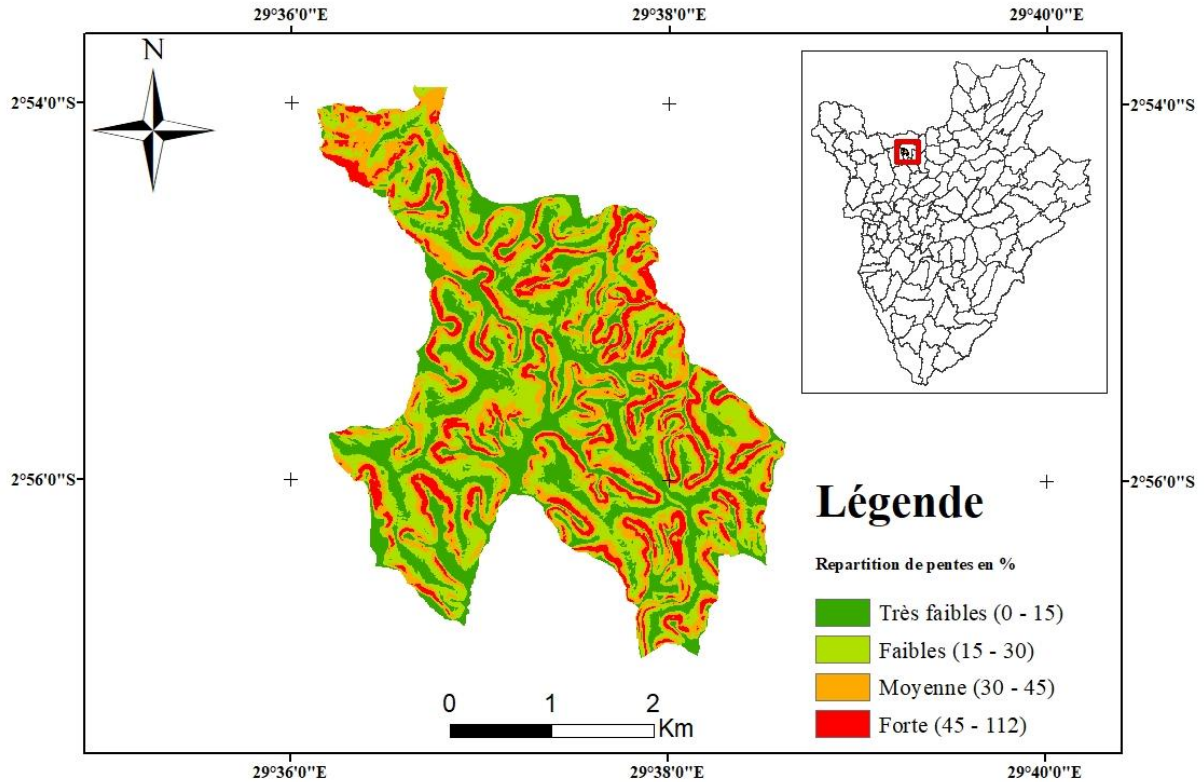 29°36'0"E 29°38'0"E 29°40'0"E
N
2°54'0"S 2°54'0"S
2°56'0"S 2°56'0"S
Légende
Repartition de pentes en %
Très faibles (0 - 15)
Faibles (15 - 30)
Moyenne (30 - 45)
Forte (45 - 112)
0 1 2
Km
29°36'0"E 29°38'0"E 29°40'0"E